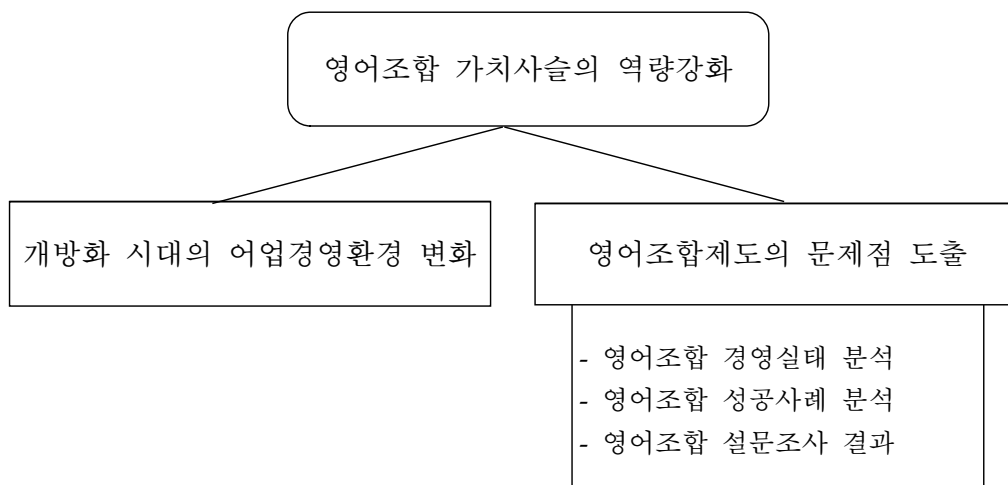 영어조합 가치사슬의 역량강화
개방화 시대의 어업경영환경 변화
영어조합제도의 문제점 도출
- 영어조합 경영실태 분석
- 영어조합 성공사례 분석
- 영어조합 설문조사 결과